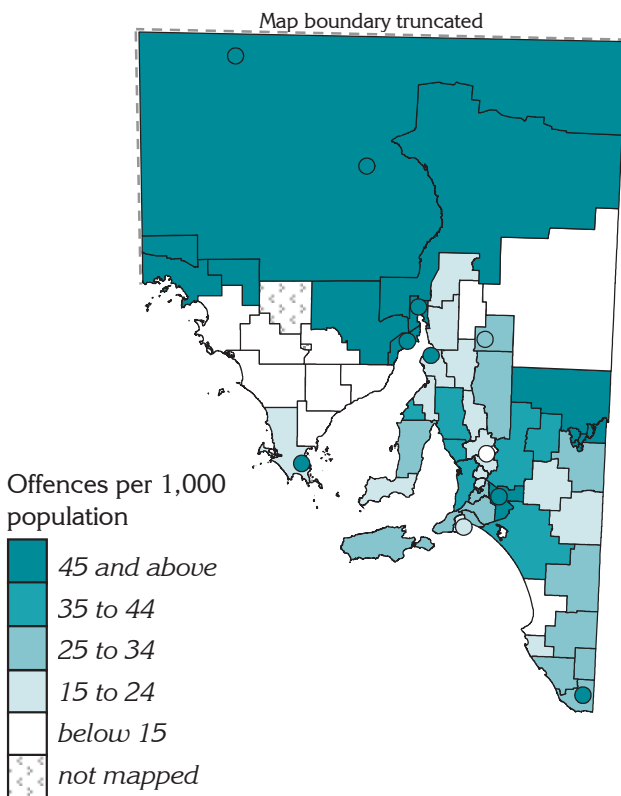 Map boundary truncated
Offences per 1,000
population
45 and above
35 to 44
25 to 34
15 to 24
below 15
not mapped